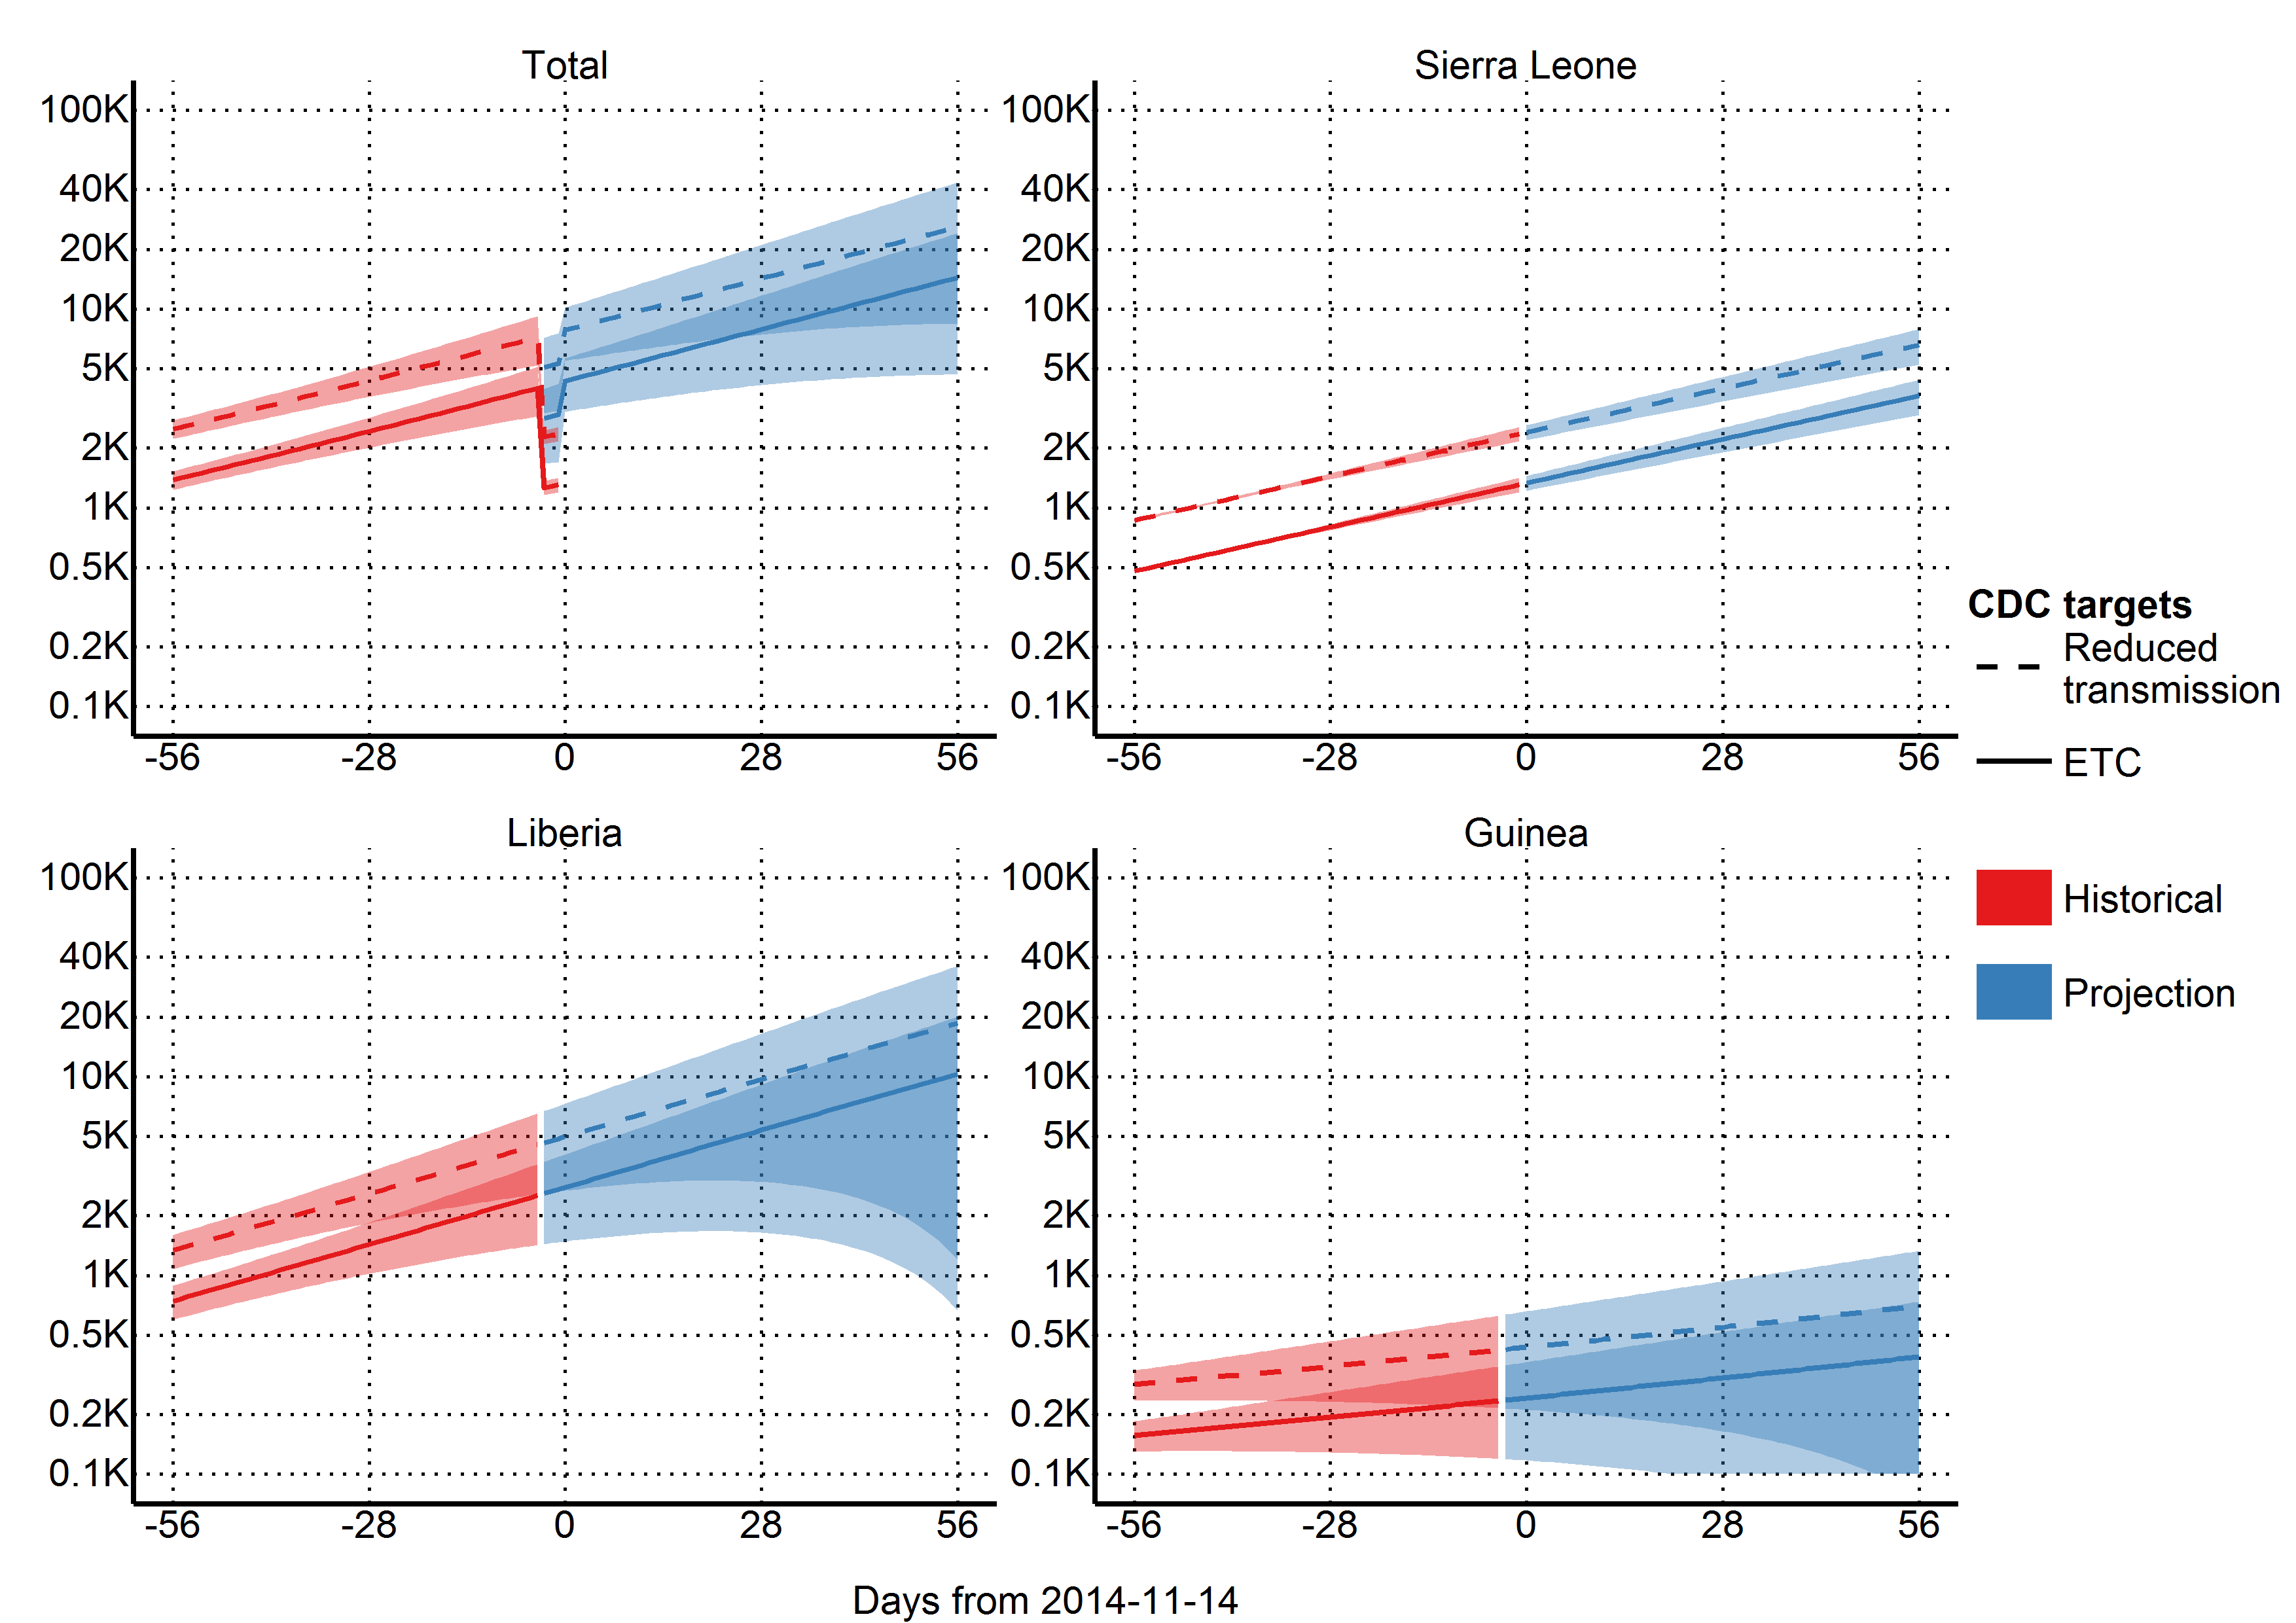 Total
100K
40K
20K
10K
5K
2K
1K
0.5K
0.2K
0.1K
-56 -28 0 28 56
Sierra Leone
100K
40K
20K
10K
5K
2K
1K
0.5K
0.2K
0.1K
-56 -28 0 28 56
Liberia
100K
40K
20K
10K
5K
2K
1K
0.5K
0.2K
0.1K
-56 -28 0 28 56
Guinea
100K
40K
20K
10K
5K
2K
1K
0.5K
0.2K
0.1K
-56 -28 0 28 56
Days from 2014-11-14
CDC targets
Reduced
transmission
ETC
Historical
Projection